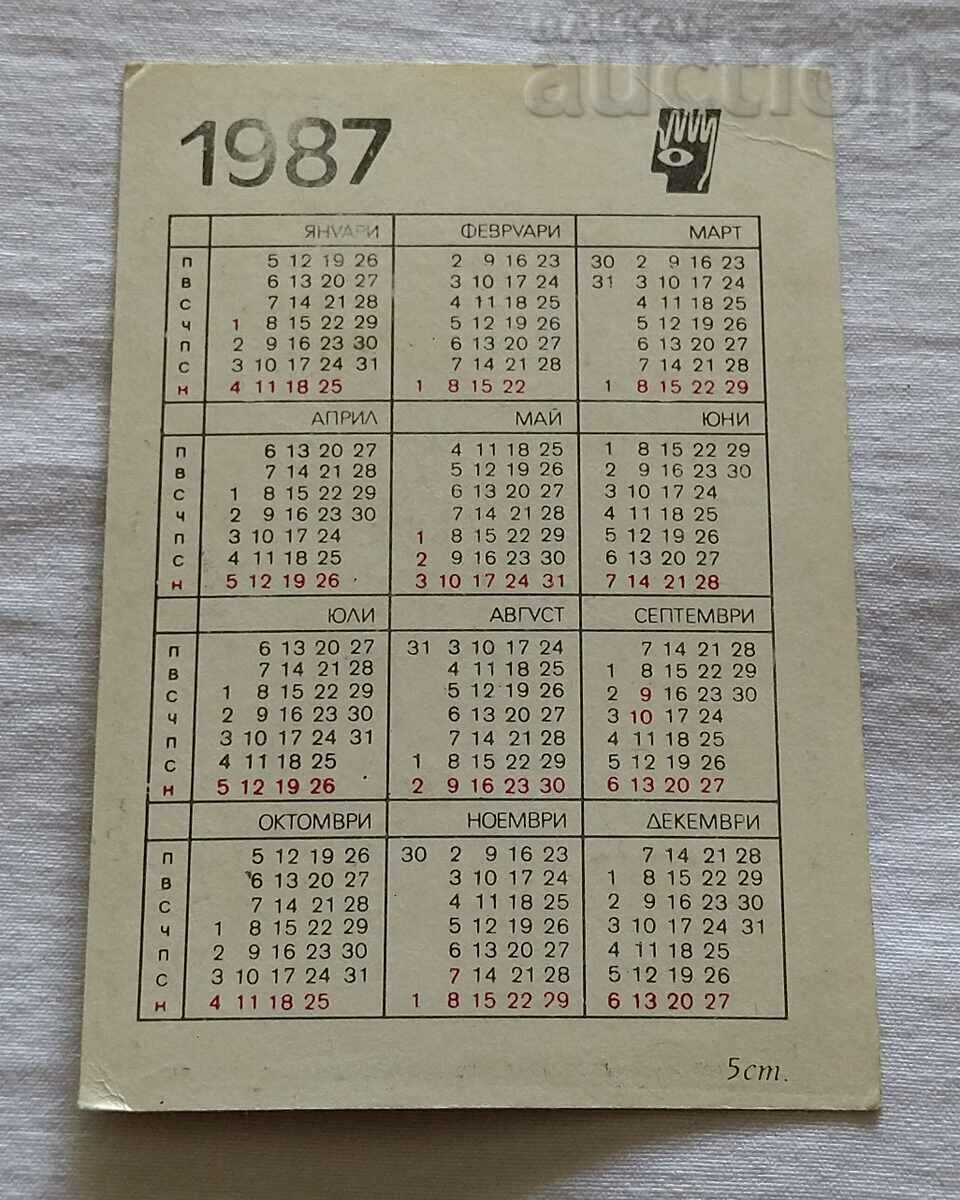 BALKAN
auction
1987
ЯНУАРИ ФЕВРУАРИ МАРТ
П 5 12 19 26 2 9 16 23 30 2 9 16 23
В 6 13 20 27 3 10 17 24 31 3 10 17 24
С 7 14 21 28 4 11 18 25 4 11 18 25
Ч 1 8 15 22 29 5 12 19 26 5 12 19 26
П 2 9 16 23 30 6 13 20 27 6 13 20 27
С 3 10 17 24 31 7 14 21 28 7 14 21 28
Н 4 11 18 25 1 8 15 22 1 8 15 22 29
АПРИЛ МАЙ ЮНИ
П 6 13 20 27 4 11 18 25 1 8 15 22 29
В 7 14 21 28 5 12 19 26 2 9 16 23 30
С 1 8 15 22 29 6 13 20 27 3 10 17 24
Ч 2 9 16 23 30 7 14 21 28 4 11 18 25
П 3 10 17 24 1 8 15 22 29 5 12 19 26
С 4 11 18 25 2 9 16 23 30 6 13 20 27
Н 5 12 19 26 3 10 17 24 31 7 14 21 28
ЮЛИ АВГУСТ СЕПТЕМВРИ
П 6 13 20 27 31 3 10 17 24 7 14 21 28
В 7 14 21 28 4 11 18 25 1 8 15 22 29
С 1 8 15 22 29 5 12 19 26 2 9 16 23 30
Ч 2 9 16 23 30 6 13 20 27 3 10 17 24
П 3 10 17 24 31 7 14 21 28 4 11 18 25
С 4 11 18 25 1 8 15 22 29 5 12 19 26
Н 5 12 19 26 2 9 16 23 30 6 13 20 27
ОКТОМВРИ НОЕМВРИ ДЕКЕМВРИ
П 5 12 19 26 30 2 9 16 23 7 14 21 28
В 6 13 20 27 3 10 17 24 1 8 15 22 29
С 7 14 21 28 4 11 18 25 2 9 16 23 30
Ч 1 8 15 22 29 5 12 19 26 3 10 17 24 31
П 2 9 16 23 30 6 13 20 27 4 11 18 25
С 3 10 17 24 31 7 14 21 28 5 12 19 26
Н 4 11 18 25 1 8 15 22 29 6 13 20 27
5 ст.